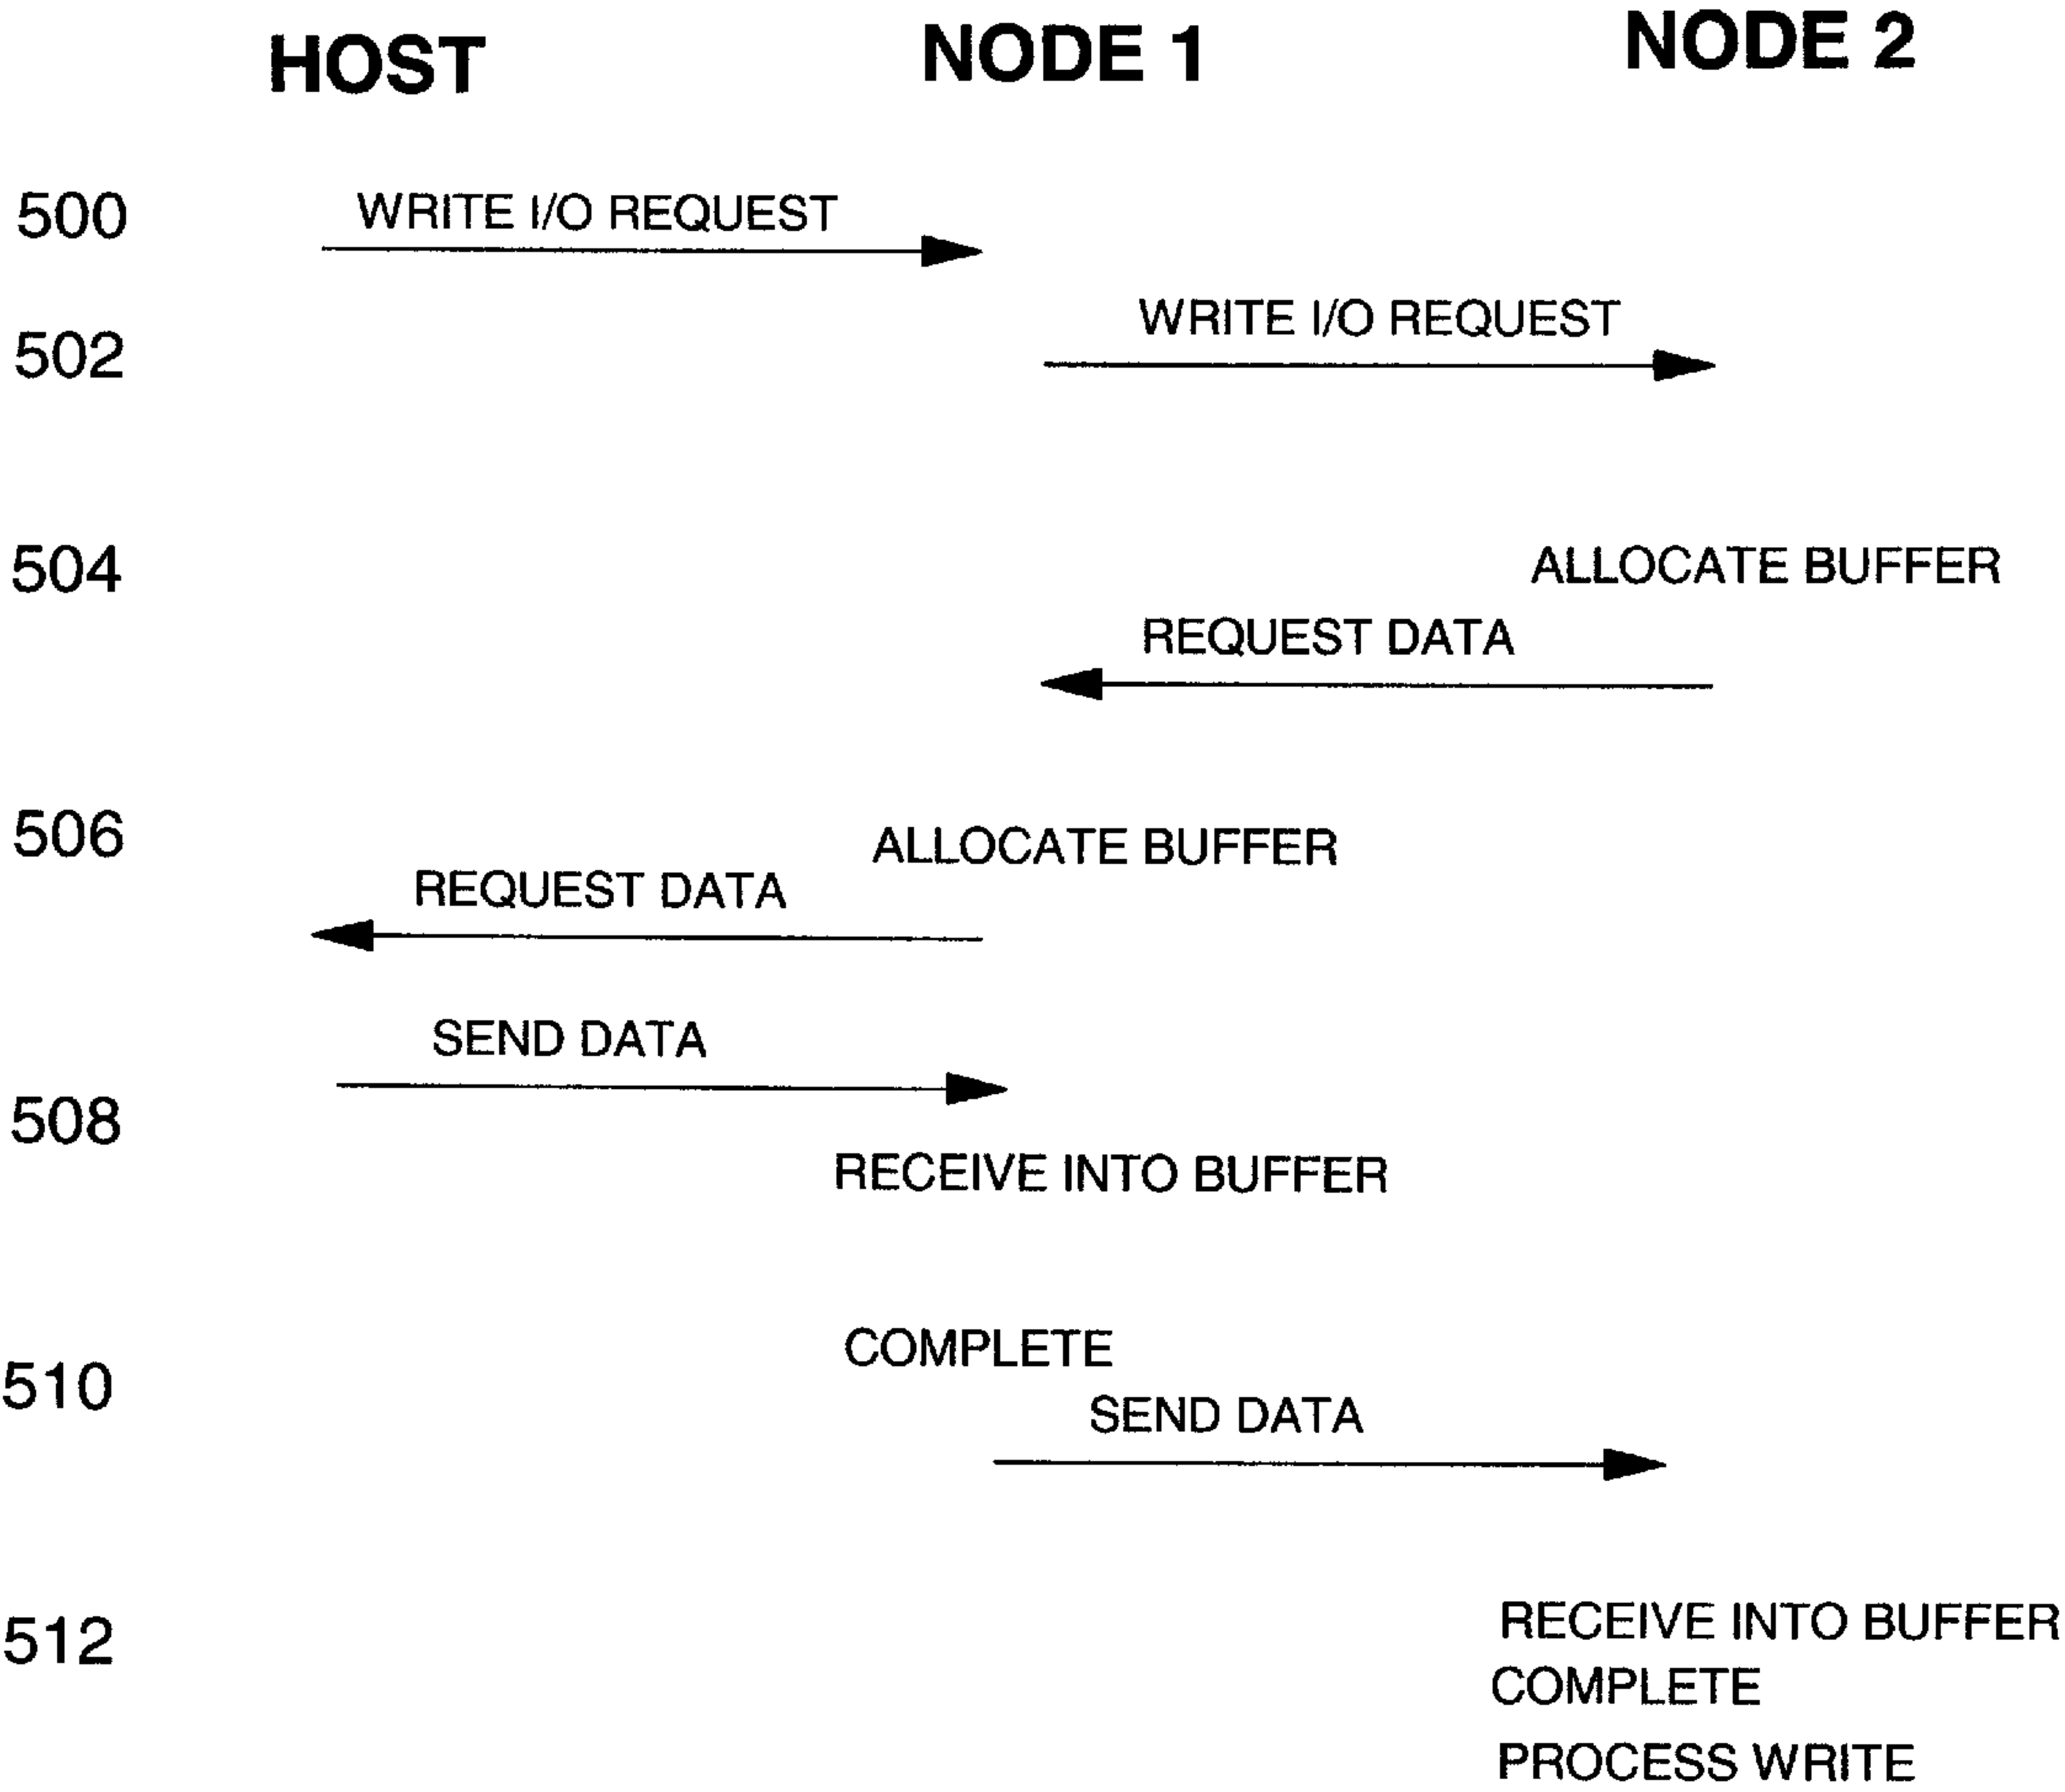 HOST NODE 1 NODE 2
500 WRITE I/O REQUEST
WRITE I/O REQUEST
502
504 ALLOCATE BUFFER
REQUEST DATA
506 ALLOCATE BUFFER
REQUEST DATA
SEND DATA
508
RECEIVE INTO BUFFER
COMPLETE
510
SEND DATA
512 RECEIVE INTO BUFFER
COMPLETE
PROCESS WRITE